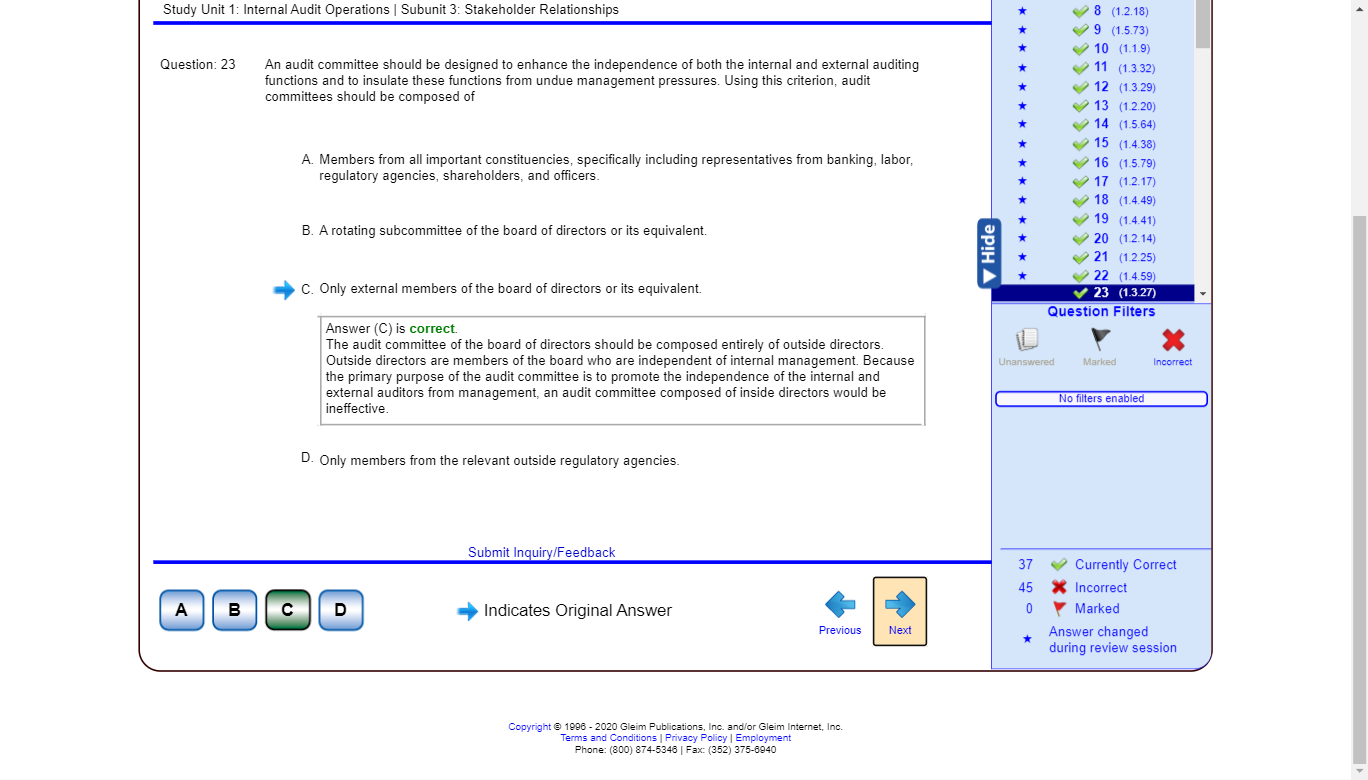 Study Unit 1: Internal Audit Operations | Subunit 3: Stakeholder Relationships
Question: 23
An audit committee should be designed to enhance the independence of both the internal and external auditing
functions and to insulate these functions from undue management pressures. Using this criterion, audit
committees should be composed of
A. Members from all important constituencies, specifically including representatives from banking, labor,
regulatory agencies, shareholders, and officers.
B. A rotating subcommittee of the board of directors or its equivalent.
C. Only external members of the board of directors or its equivalent.
Answer (C) is correct.
The audit committee of the board of directors should be composed entirely of outside directors.
Outside directors are members of the board who are independent of internal management. Because
the primary purpose of the audit committee is to promote the independence of the internal and
external auditors from management, an audit committee composed of inside directors would be
ineffective.
D. Only members from the relevant outside regulatory agencies.
Submit Inquiry/Feedback
A B C D
Indicates Original Answer
Previous
Next
Hide
8 (1.2.18)
9 (1.5.73)
10 (1.1.9)
11 (1.3.32)
12 (1.3.29)
13 (1.2.20)
14 (1.5.64)
15 (1.4.38)
16 (1.5.79)
17 (1.2.17)
18 (1.4.49)
19 (1.4.41)
20 (1.2.14)
21 (1.2.25)
22 (1.4.59)
23 (1.3.27)
Question Filters
Unanswered Marked Incorrect
No filters enabled
37 Currently Correct
45 Incorrect
0 Marked
Answer changed
during review session
Copyright © 1996 - 2020 Gleim Publications, Inc. and/or Gleim Internet, Inc.
Terms and Conditions | Privacy Policy | Employment
Phone: (800) 874-5346 | Fax: (352) 375-6940